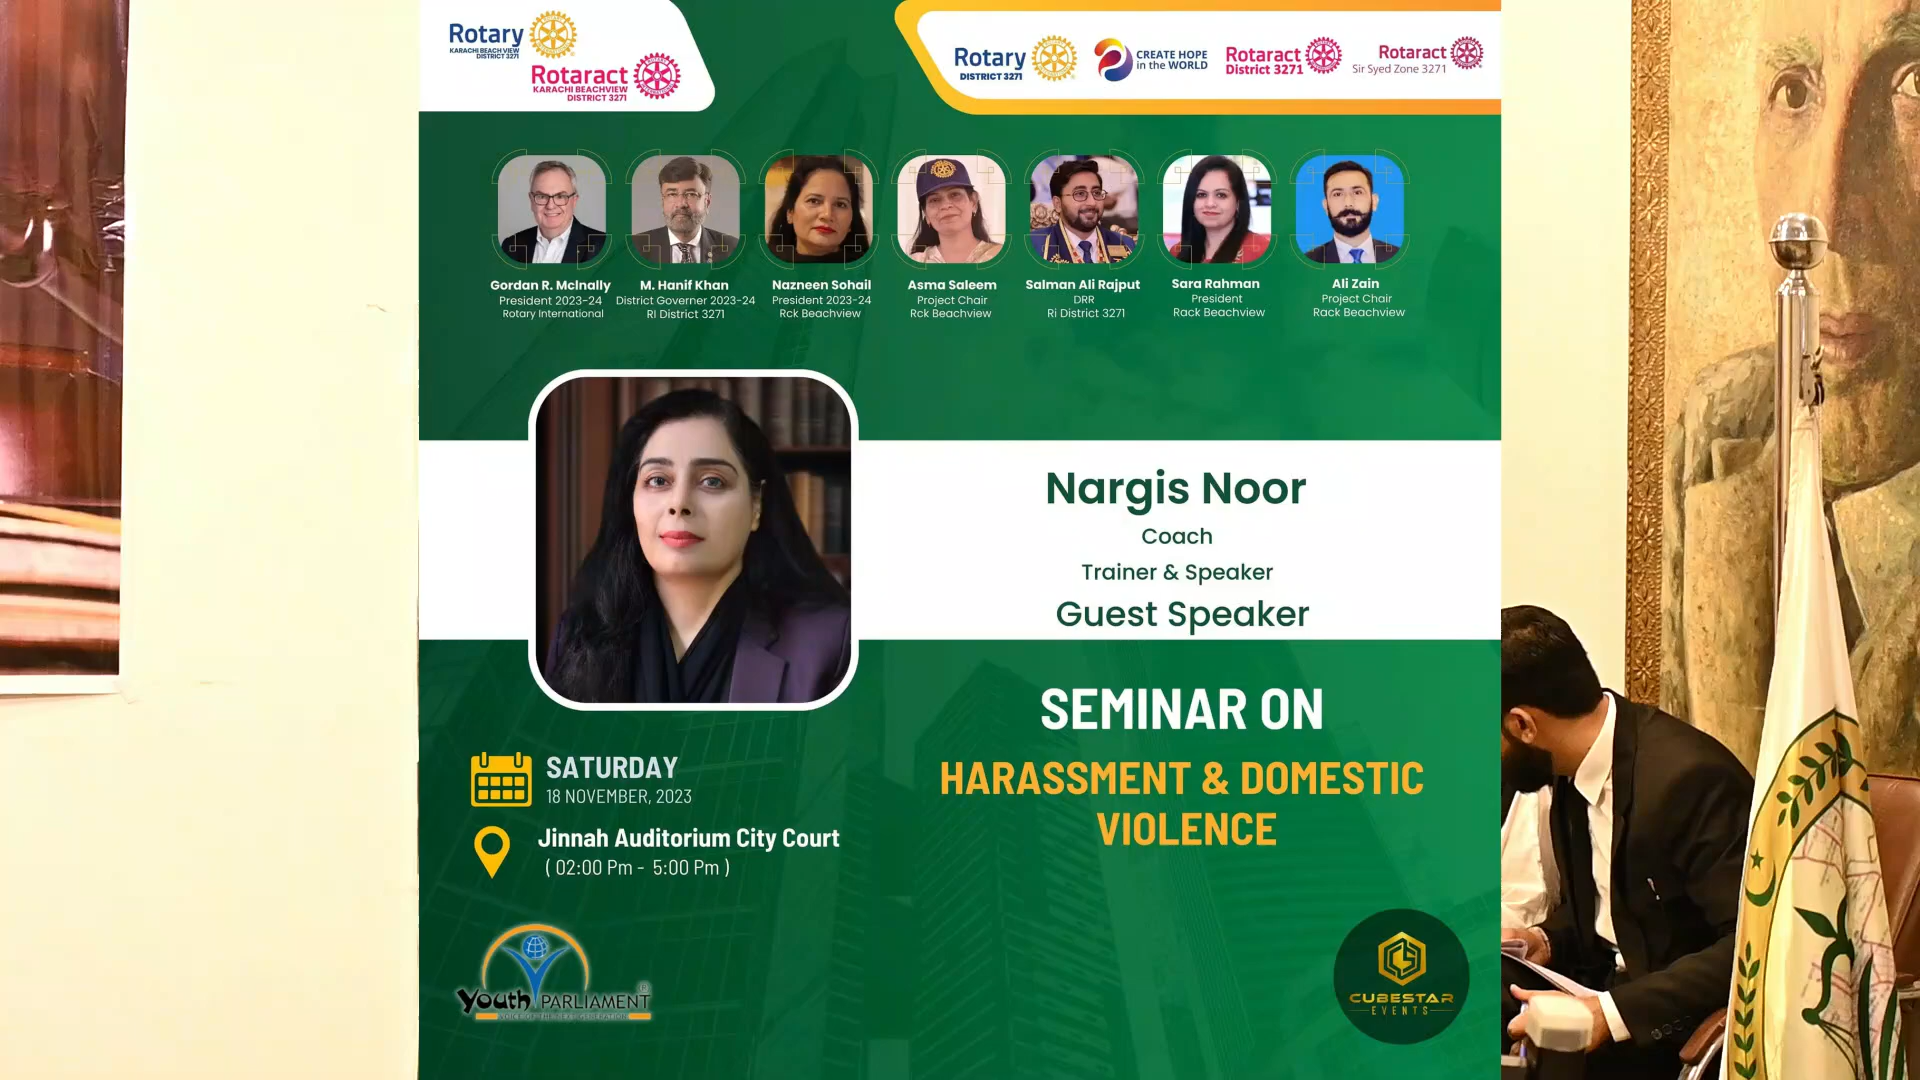 Rotary
KARACHI BEACH VIEW
DISTRICT 3271
Rotaract
KARACHI BEACHVIEW
DISTRICT 3271
Rotary
DISTRICT 3271
CREATE HOPE
in the WORLD
Rotaract
District 3271
Rotaract
Sir Syed Zone 3271
Gordan R. McInally
President 2023-24
Rotary International
M. Hanif Khan
District Governer 2023-24
RI District 3271
Nazneen Sohail
President 2023-24
Rck Beachview
Asma Saleem
Project Chair
Rck Beachview
Salman Ali Rajput
DRR
Ri District 3271
Sara Rahman
President
Rack Beachview
Ali Zain
Project Chair
Rack Beachview
Nargis Noor
Coach
Trainer & Speaker
Guest Speaker
SEMINAR ON
HARASSMENT & DOMESTIC
VIOLENCE
SATURDAY
18 NOVEMBER, 2023
Jinnah Auditorium City Court
( 02:00 Pm - 5:00 Pm )
Youth PARLIAMENT
VOICE OF THE NEXT GENERATION
CUBESTAR
EVENTS